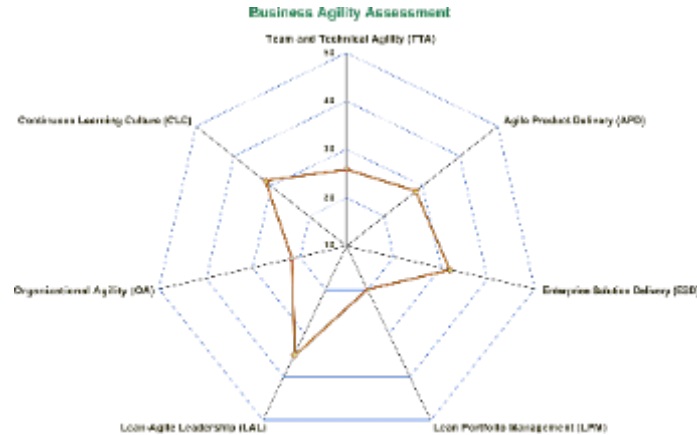 Business Agility Assessment
Team and Technical Agility (TTA)
50
Continuous Learning Culture (CLC)
Agile Product Delivery (APD)
40
30
20
10
Organizational Agility (OA)
Enterprise Solution Delivery (ESD)
Lean-Agile Leadership (LAL)
Lean Portfolio Management (LPM)